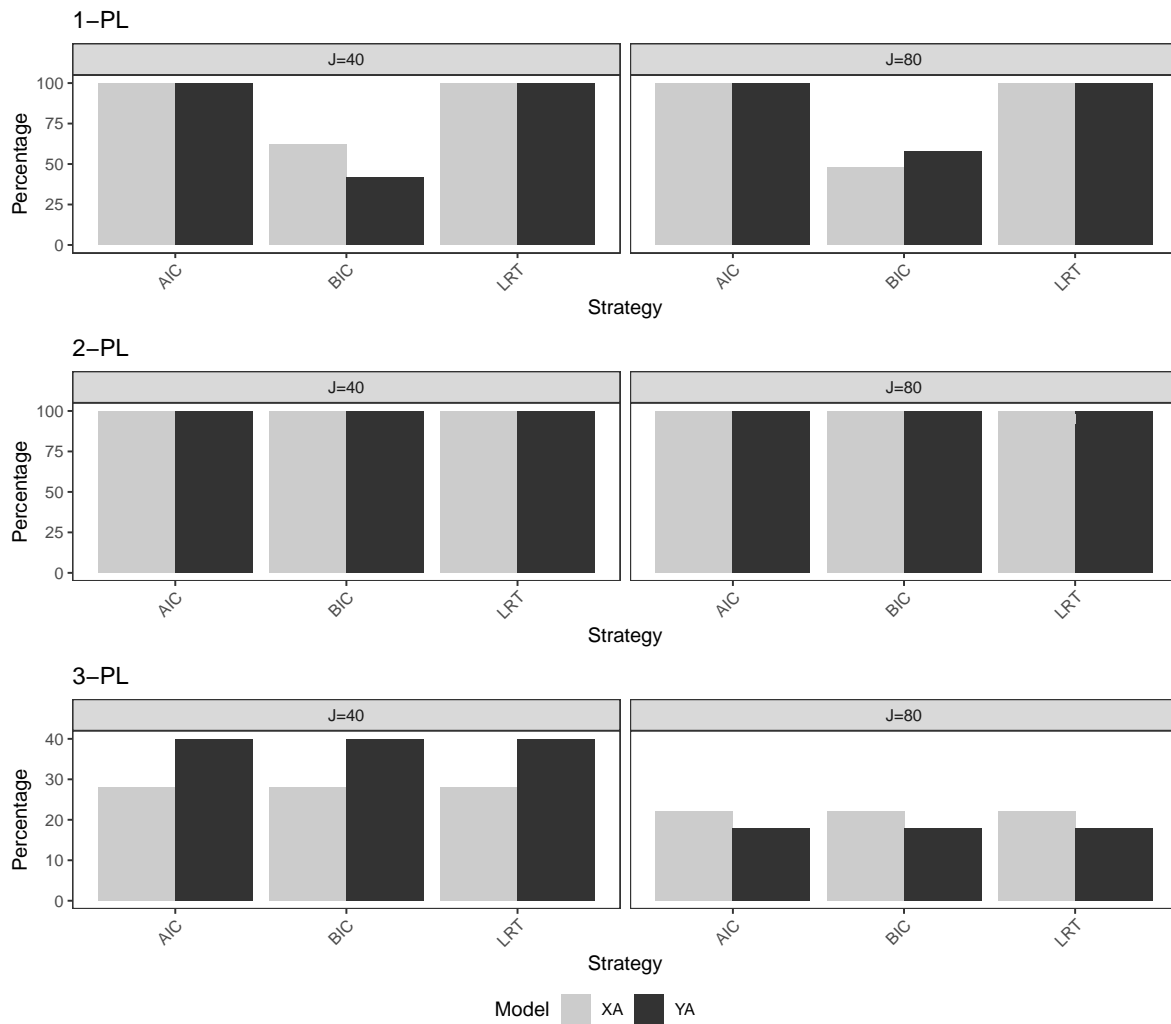 1−PL
J=40 J=80
Percentage
100
75
50
25
0
AIC BIC LRT AIC BIC LRT
Strategy
2−PL
J=40 J=80
Percentage
100
75
50
25
0
AIC BIC LRT AIC BIC LRT
Strategy
3−PL
J=40 J=80
Percentage
40
30
20
10
0
AIC BIC LRT AIC BIC LRT
Strategy
Model XA YA